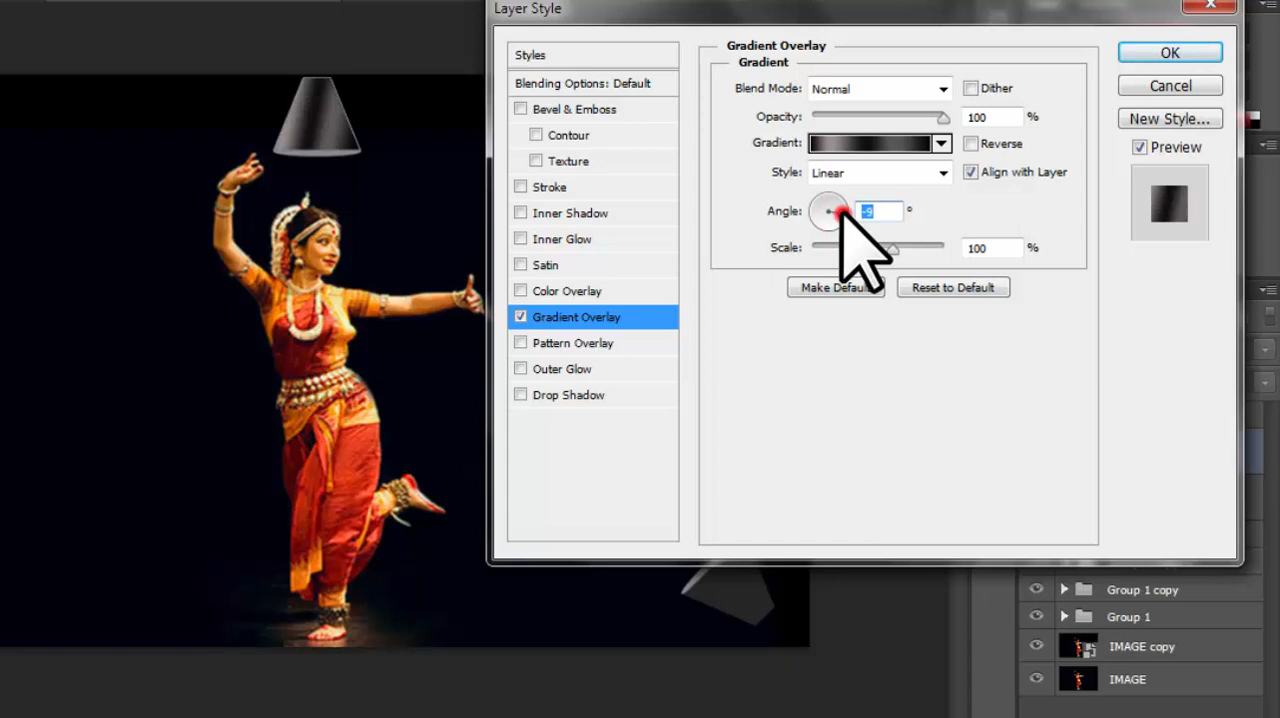 Layer Style
Styles
Blending Options: Default
Bevel & Emboss
Contour
Texture
Stroke
Inner Shadow
Inner Glow
Satin
Color Overlay
Gradient Overlay
Pattern Overlay
Outer Glow
Drop Shadow
Gradient Overlay
Gradient
Blend Mode: Normal Dither
Opacity: 100 %
Gradient: Reverse
Style: Linear Align with Layer
Angle: -9 °
Scale: 100 %
Make Default Reset to Default
OK
Cancel
New Style...
Preview
Group 1 copy
Group 1
IMAGE copy
IMAGE